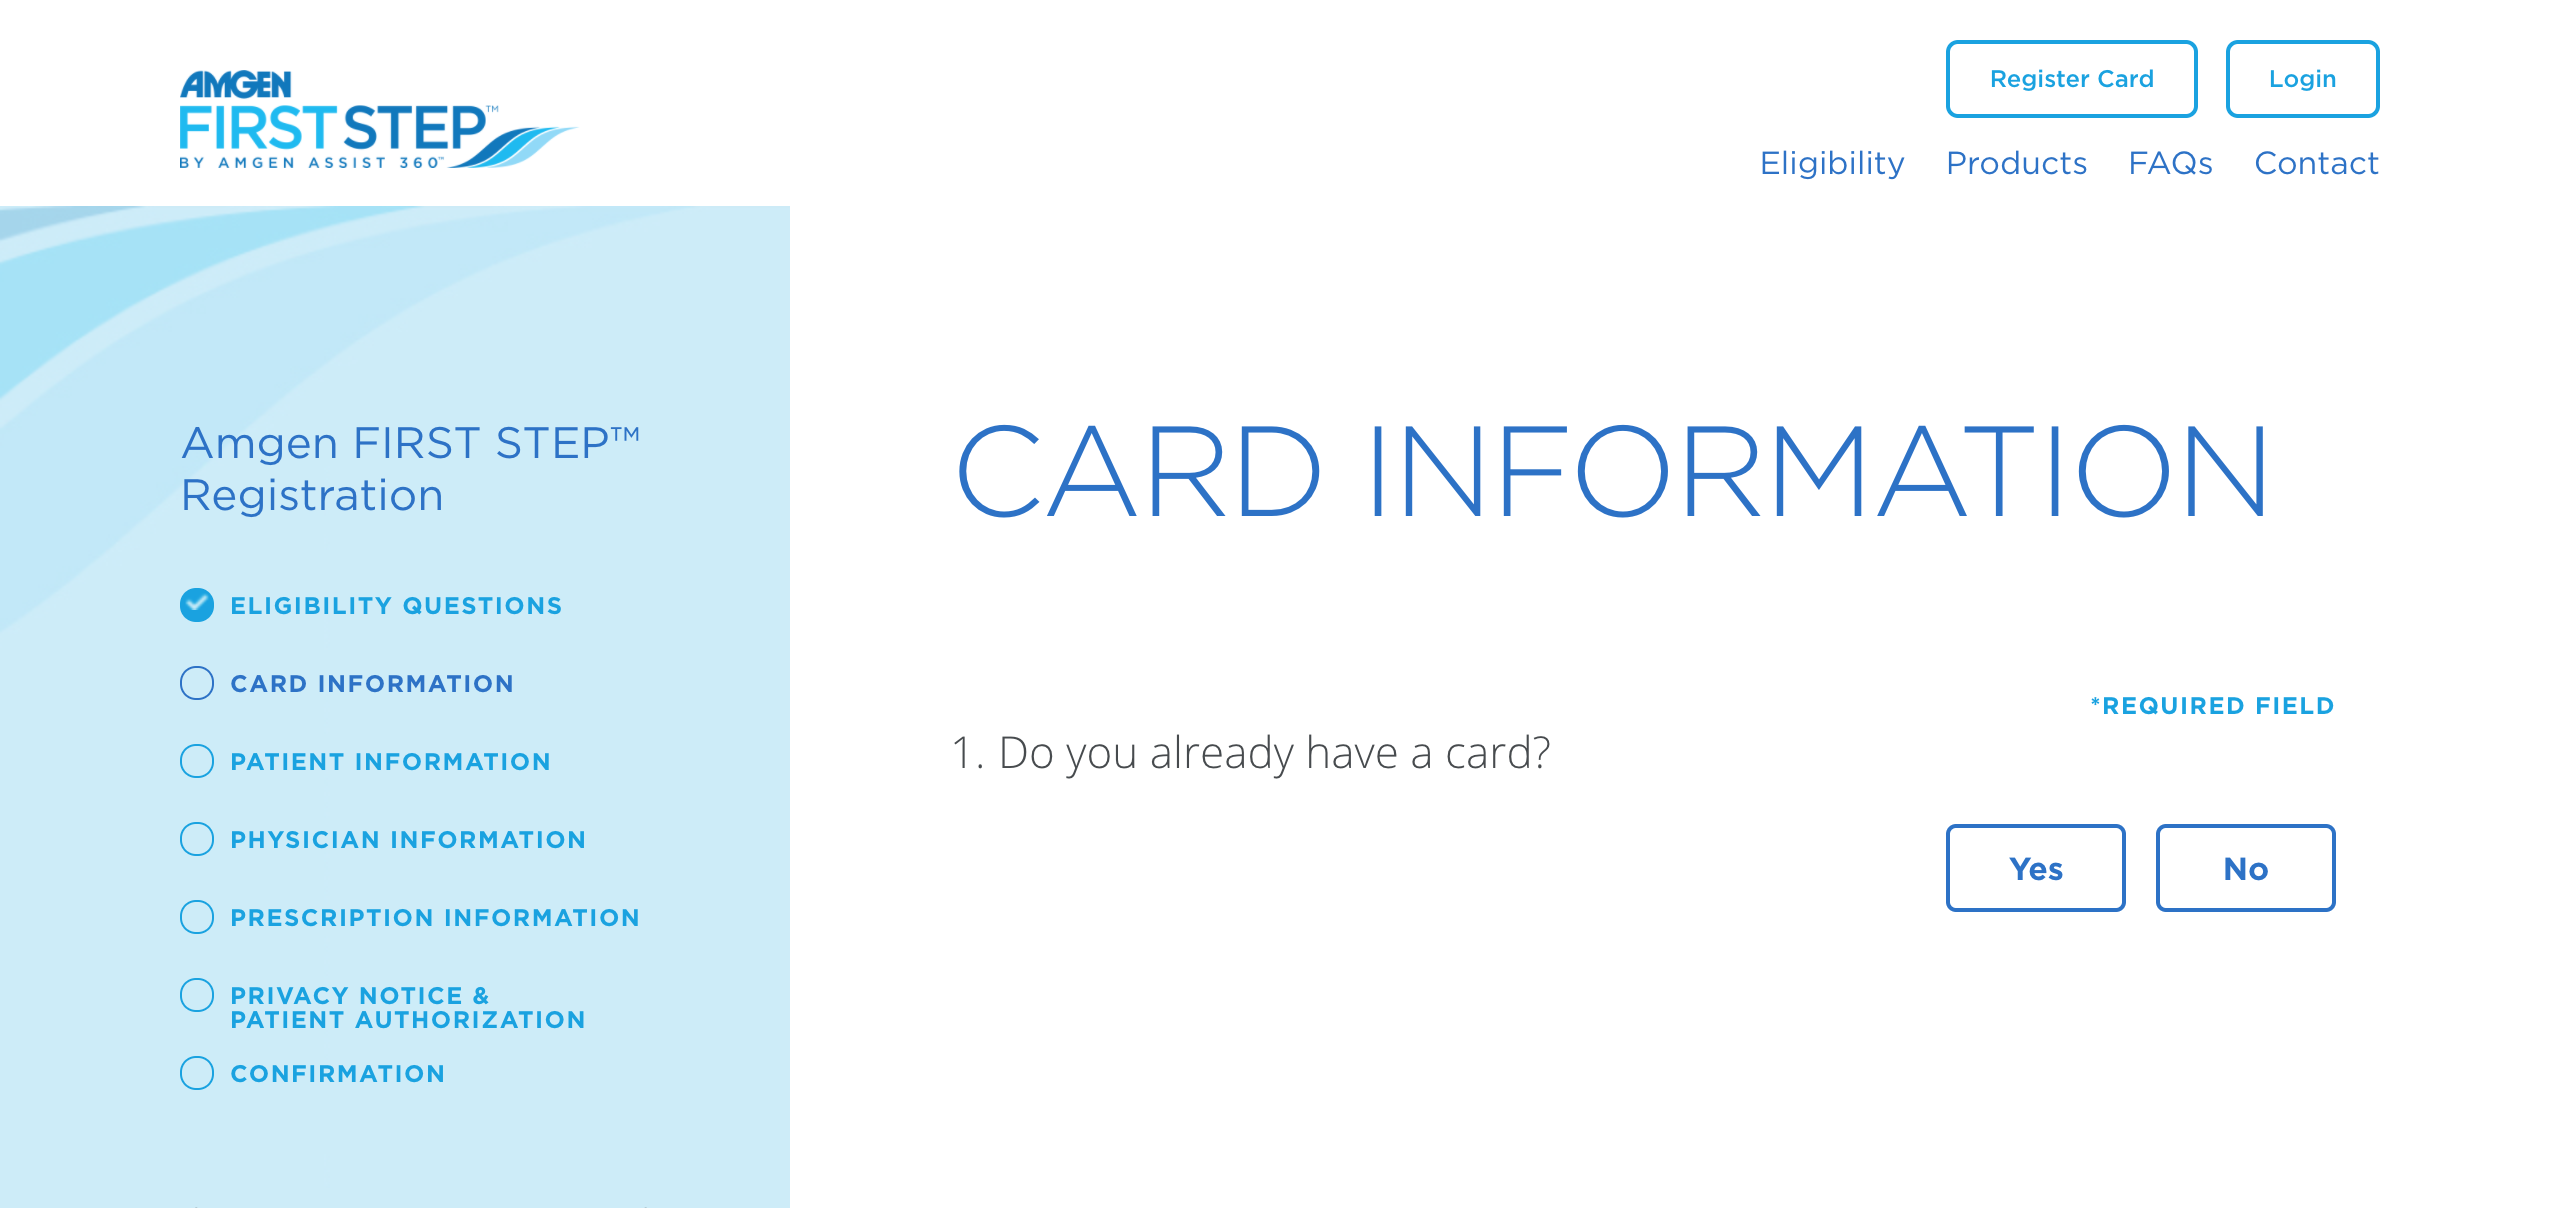 AMGEN
FIRST STEP™
BY AMGEN ASSIST 360™
Register Card
Login
Eligibility
Products
FAQs
Contact
Amgen FIRST STEP™
Registration
ELIGIBILITY QUESTIONS
CARD INFORMATION
PATIENT INFORMATION
PHYSICIAN INFORMATION
PRESCRIPTION INFORMATION
PRIVACY NOTICE &
PATIENT AUTHORIZATION
CONFIRMATION
CARD INFORMATION
*REQUIRED FIELD
1. Do you already have a card?
Yes
No